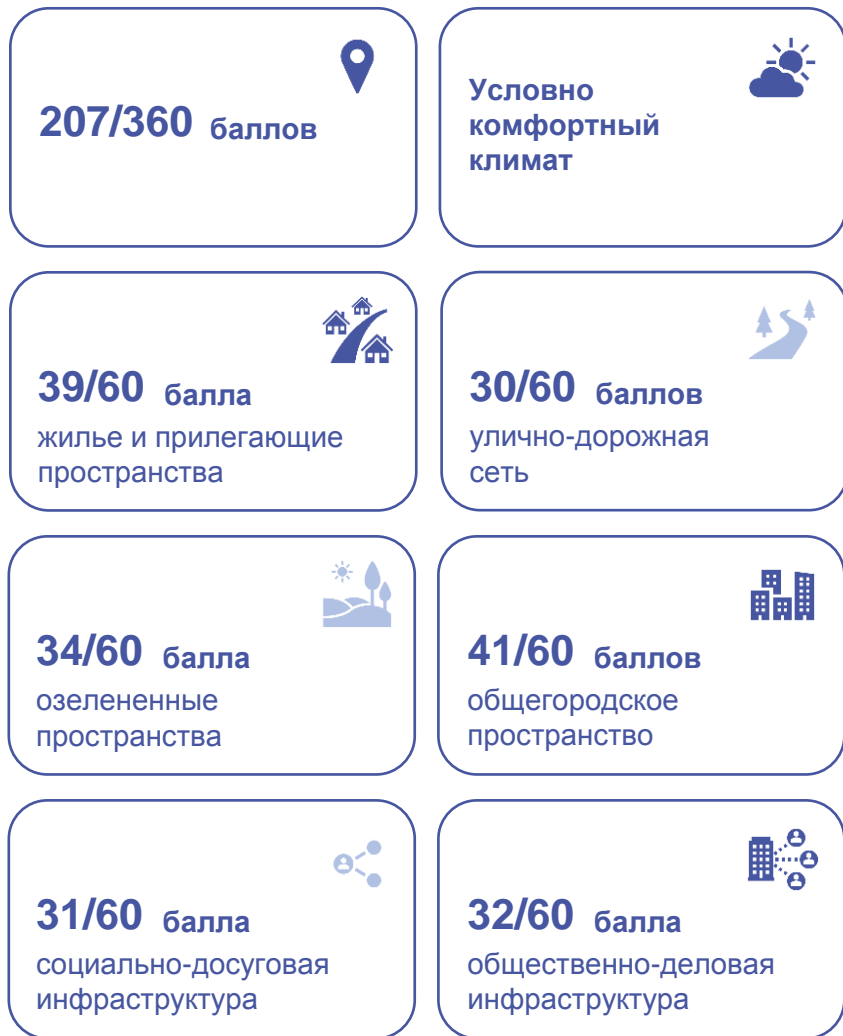 207/360 баллов
Условно
комфортный
климат
39/60 балла
жилье и прилегающие
пространства
30/60 баллов
улично-дорожная
сеть
34/60 балла
озелененные
пространства
41/60 баллов
общегородское
пространство
31/60 балла
социально-досуговая
инфраструктура
32/60 балла
общественно-деловая
инфраструктура